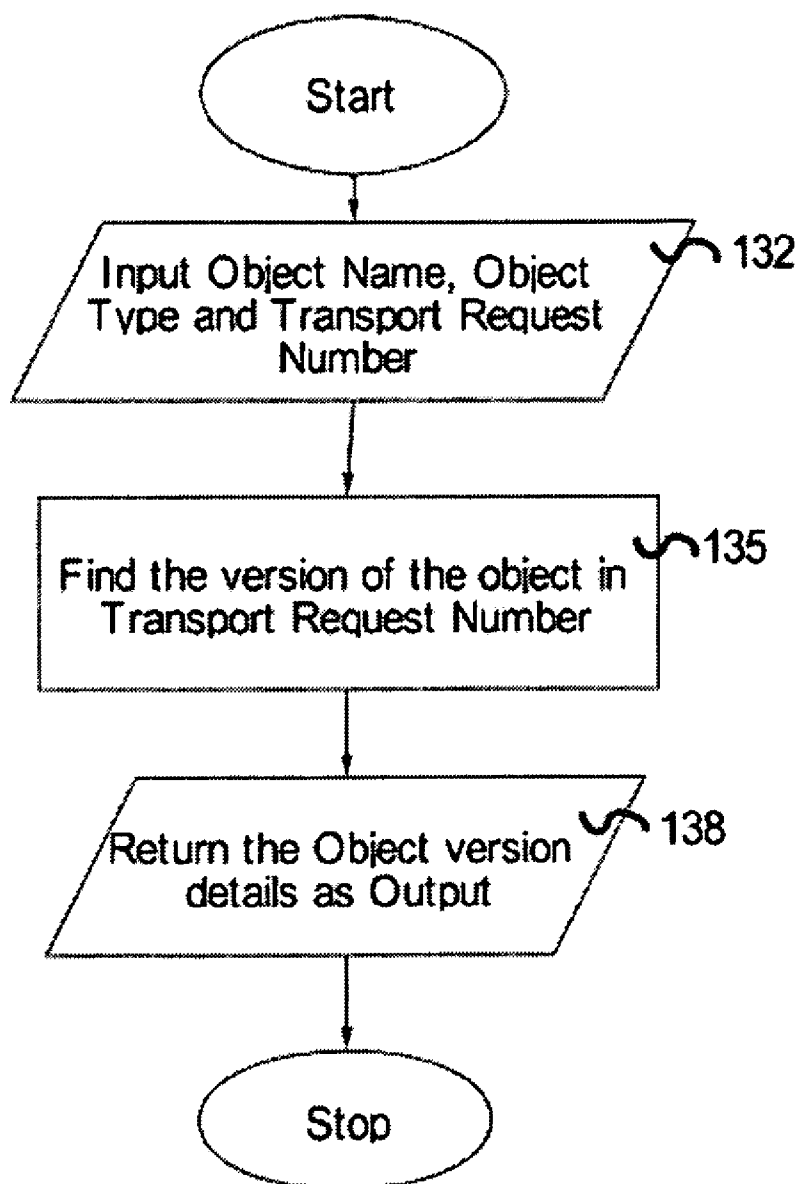 Start
Input Object Name, Object
Type and Transport Request
Number
132
Find the version of the object in
Transport Request Number
135
Return the Object version
details as Output
138
Stop